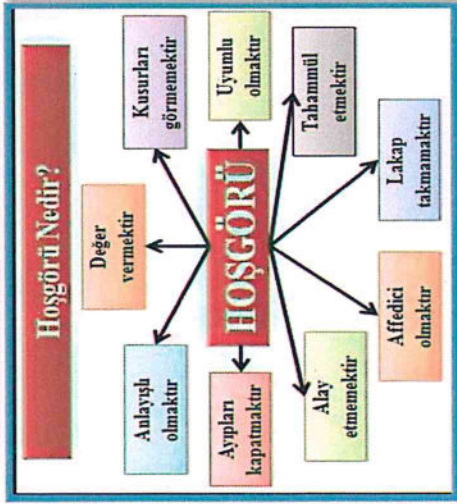 Hoşgörü Nedir?
Değer
vermektir
Anlayışlı
olmaktır
Kusurları
görmemektir
Ayıpları
kapatmaktır
HOŞGÖRÜ
Uyumlu
olmaktır
Alay
etmemektir
Tahammül
etmektir
Affedici
olmaktır
Lakap
takmamaktır